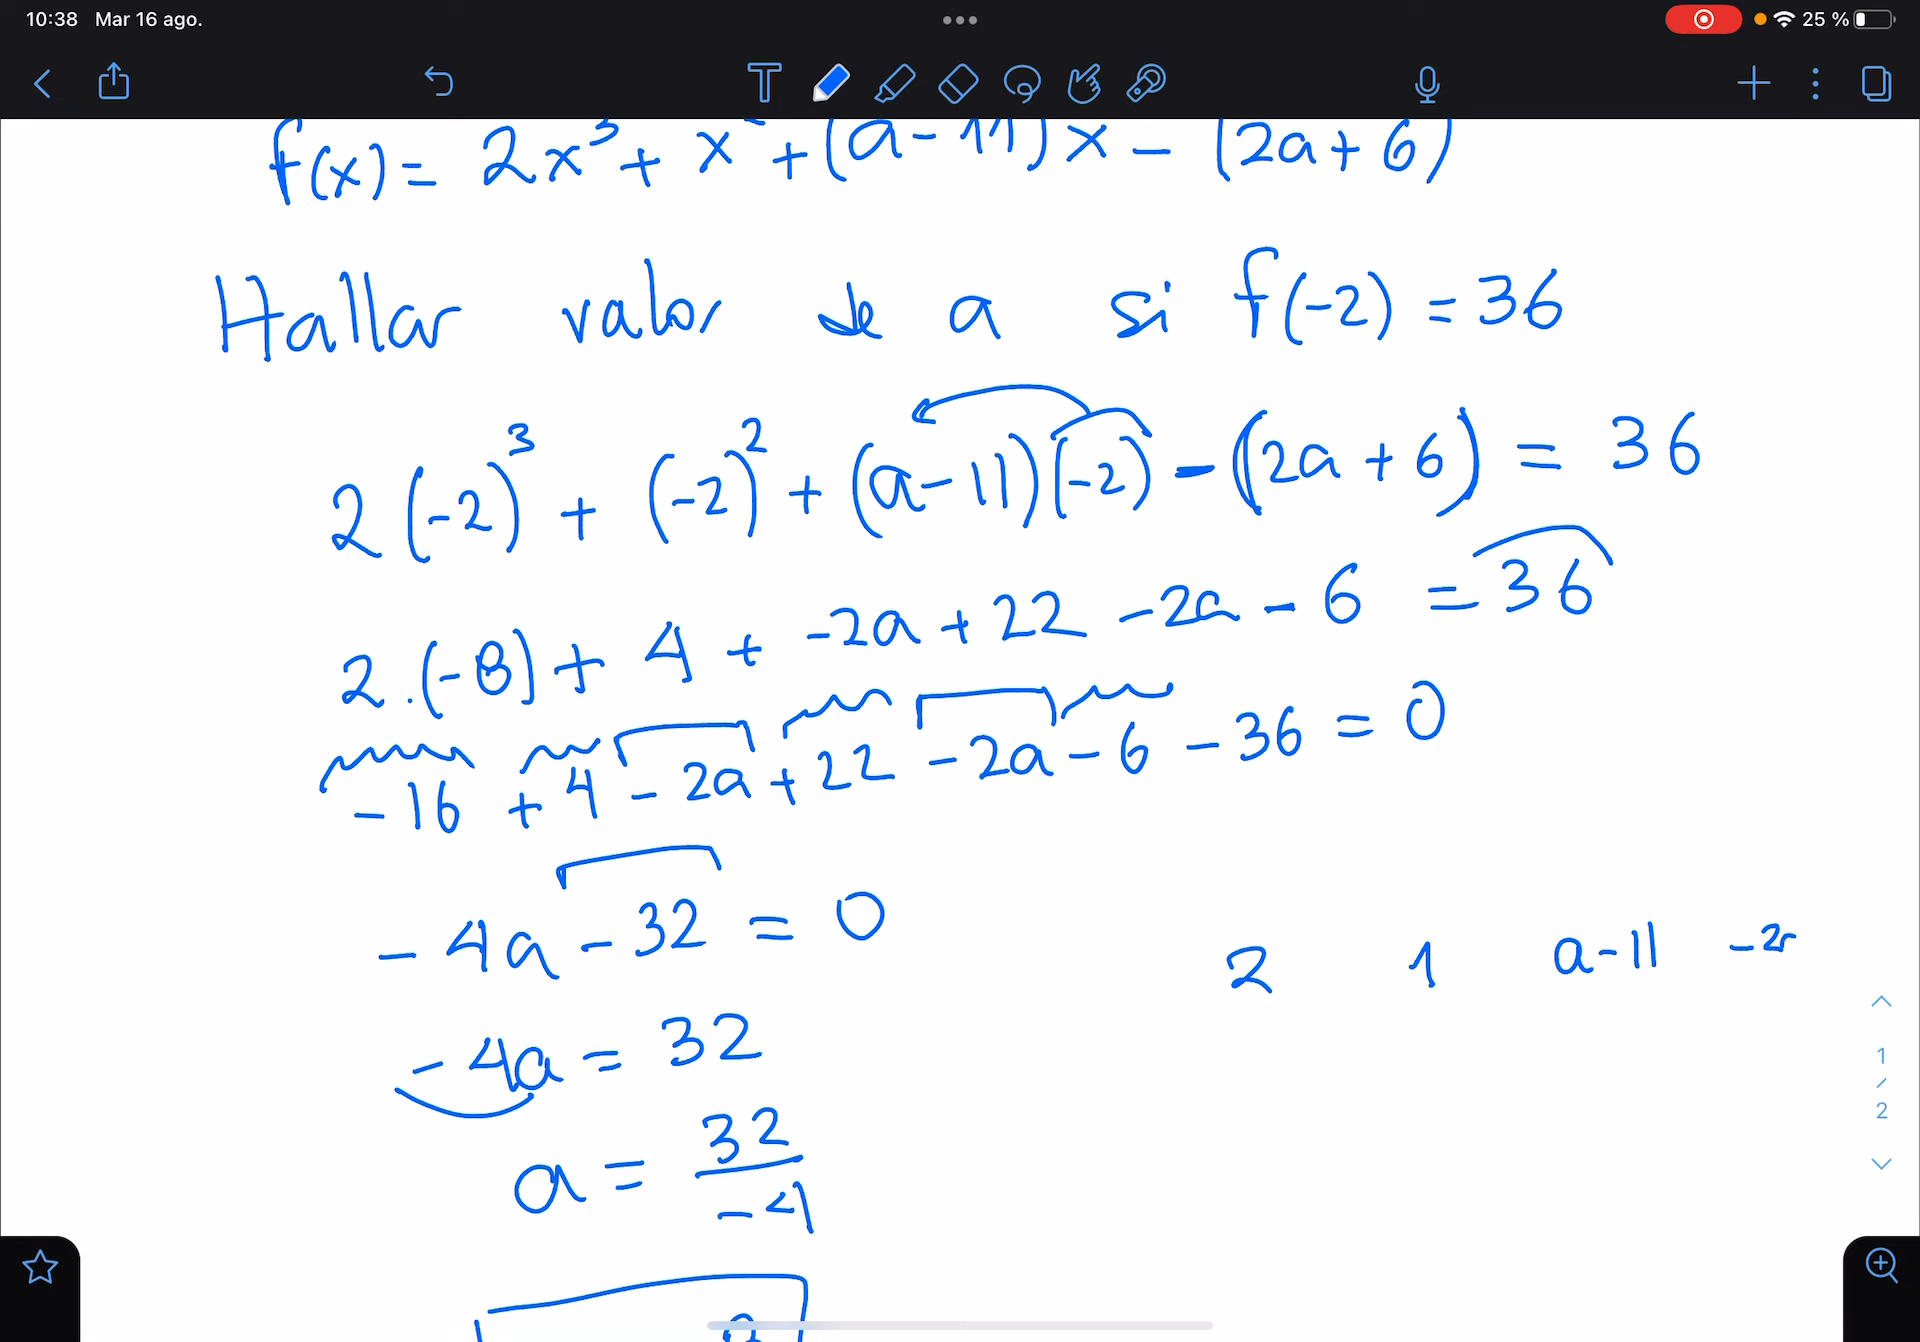 10:38 Mar 16 ago. 25 %
f(x) = 2x³ + x² + (a-11)x - (2a+6)
Hallar valor de a si f(-2) = 36
2(-2)³ + (-2)² + (a-11)(-2) - (2a+6) = 36
2.(-8) + 4 + -2a + 22 -2a - 6 = 36
-16 + 4 - 2a + 22 - 2a - 6 - 36 = 0
- 4a - 32 = 0
2 1 a-11
- 4a = 32
a = 32/-4
1/2